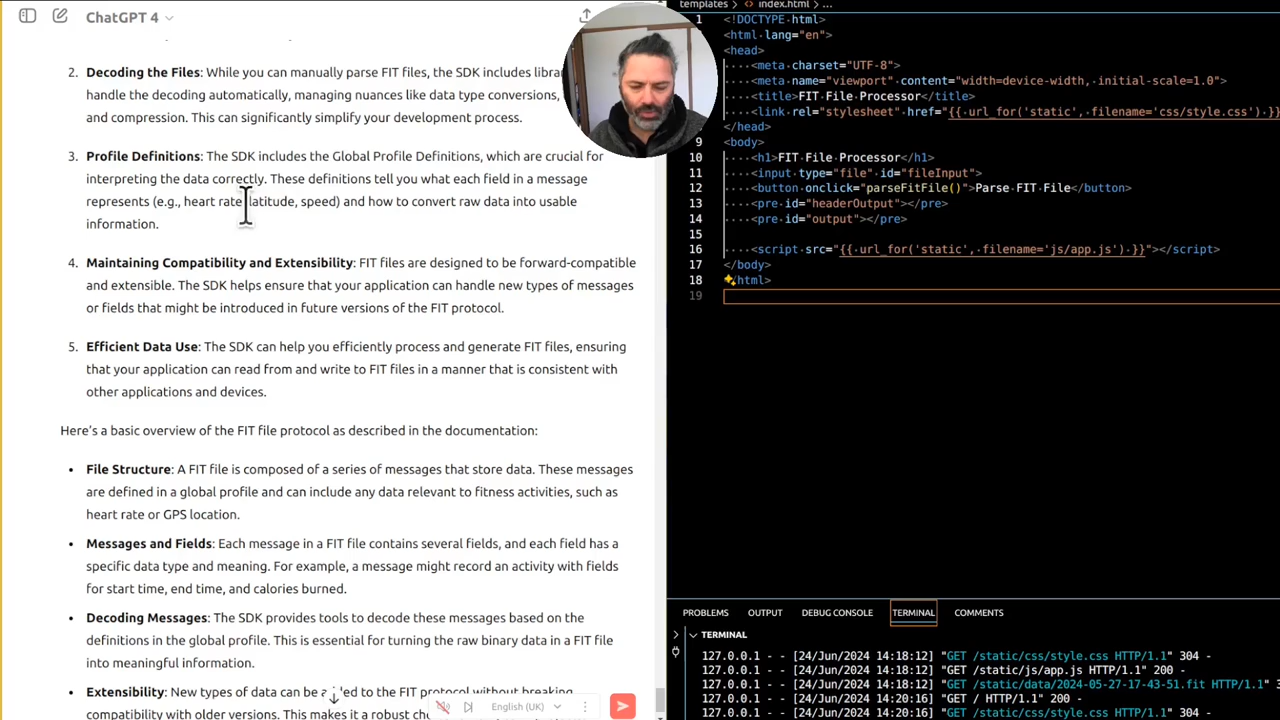 ChatGPT 4
2. Decoding the Files: While you can manually parse FIT files, the SDK includes
handle the decoding automatically, managing nuances like data type conversions,
and compression. This can significantly simplify your development process.
3. Profile Definitions: The SDK includes the Global Profile Definitions, which are crucial for
interpreting the data correctly. These definitions tell you what each field in a message
represents (e.g., heart rate, latitude, speed) and how to convert raw data into usable
information.
4. Maintaining Compatibility and Extensibility: FIT files are designed to be forward-compatible
and extensible. The SDK helps ensure that your application can handle new types of messages
or fields that might be introduced in future versions of the FIT protocol.
5. Efficient Data Use: The SDK can help you efficiently process and generate FIT files, ensuring
that your application can read from and write to FIT files in a manner that is consistent with
other applications and devices.
Here's a basic overview of the FIT file protocol as described in the documentation:
• File Structure: A FIT file is composed of a series of messages that store data. These messages
are defined in a global profile and can include any data relevant to fitness activities, such as
heart rate or GPS location.
• Messages and Fields: Each message in a FIT file contains several fields, and each field has a
specific data type and meaning. For example, a message might record an activity with fields
for start time, end time, and calories burned.
• Decoding Messages: The SDK provides tools to decode these messages based on the
definitions in the global profile. This is essential for turning the raw binary data in a FIT file
into meaningful information.
• Extensibility: New types of data can be to the FIT protocol without breaking
compatibility with older versions. This makes it a robust
English (UK)
templates > index.html > ...
1 <!DOCTYPE html>
<html lang="en">
<head>
<meta charset="UTF-8">
<meta name="viewport" content="width=device-width, initial-scale=1.0">
<title>FIT File Processor</title>
<link rel="stylesheet" href="{{ url_for('static', filename='css/style.css') }}
</head>
9 <body>
10 <h1>FIT File Processor</h1>
11 <input type="file" id="fileInput">
12 <button onclick="parseFitFile()">Parse FIT File</button>
13 <pre id="headerOutput"></pre>
14 <pre id="output"></pre>
15
16 <script src="{{ url_for('static', filename='js/app.js') }}"></script>
17 </body>
18 </html>
19
PROBLEMS OUTPUT DEBUG CONSOLE TERMINAL COMMENTS
TERMINAL
127.0.0.1 - - [24/Jun/2024 14:18:12] "GET /static/css/style.css HTTP/1.1" 304 -
127.0.0.1 - - [24/Jun/2024 14:18:12] "GET /static/js/app.js HTTP/1.1" 200 -
127.0.0.1 - - [24/Jun/2024 14:18:12] "GET /static/data/2024-05-27-17-43-51.fit HTTP/1.1"
127.0.0.1 - - [24/Jun/2024 14:20:16] "GET / HTTP/1.1" 200 -
127.0.0.1 - - [24/Jun/2024 14:20:16] "GET /static/css/style.css HTTP/1.1" 304 -